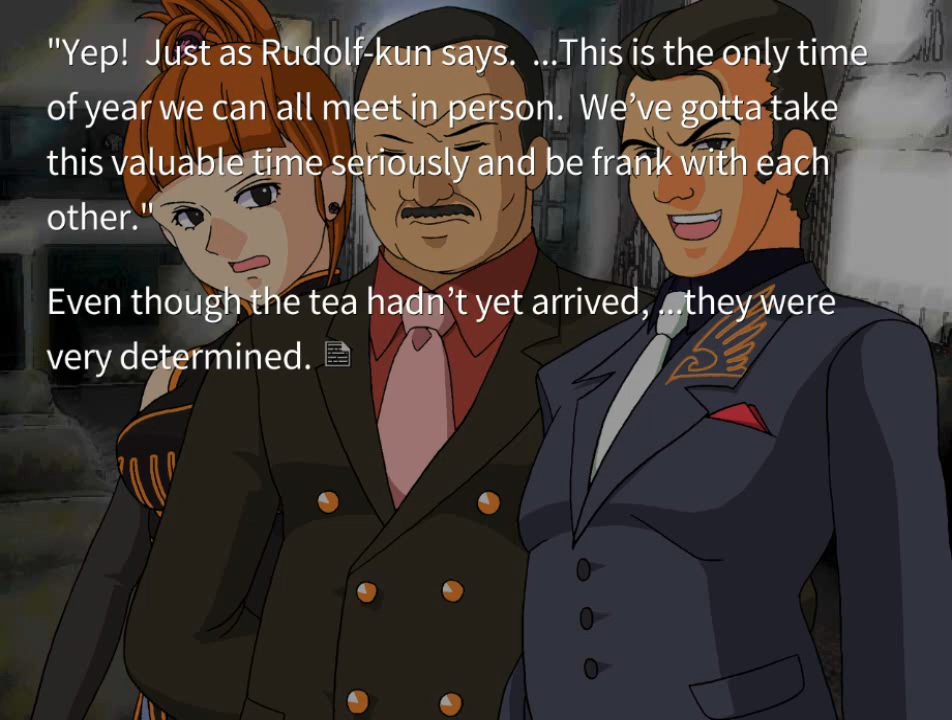 "Yep!  Just as Rudolf-kun says.  ...This is the only time
of year we can all meet in person.  We’ve gotta take
this valuable time seriously and be frank with each
other."
Even though the tea hadn’t yet arrived, ...they were
very determined.